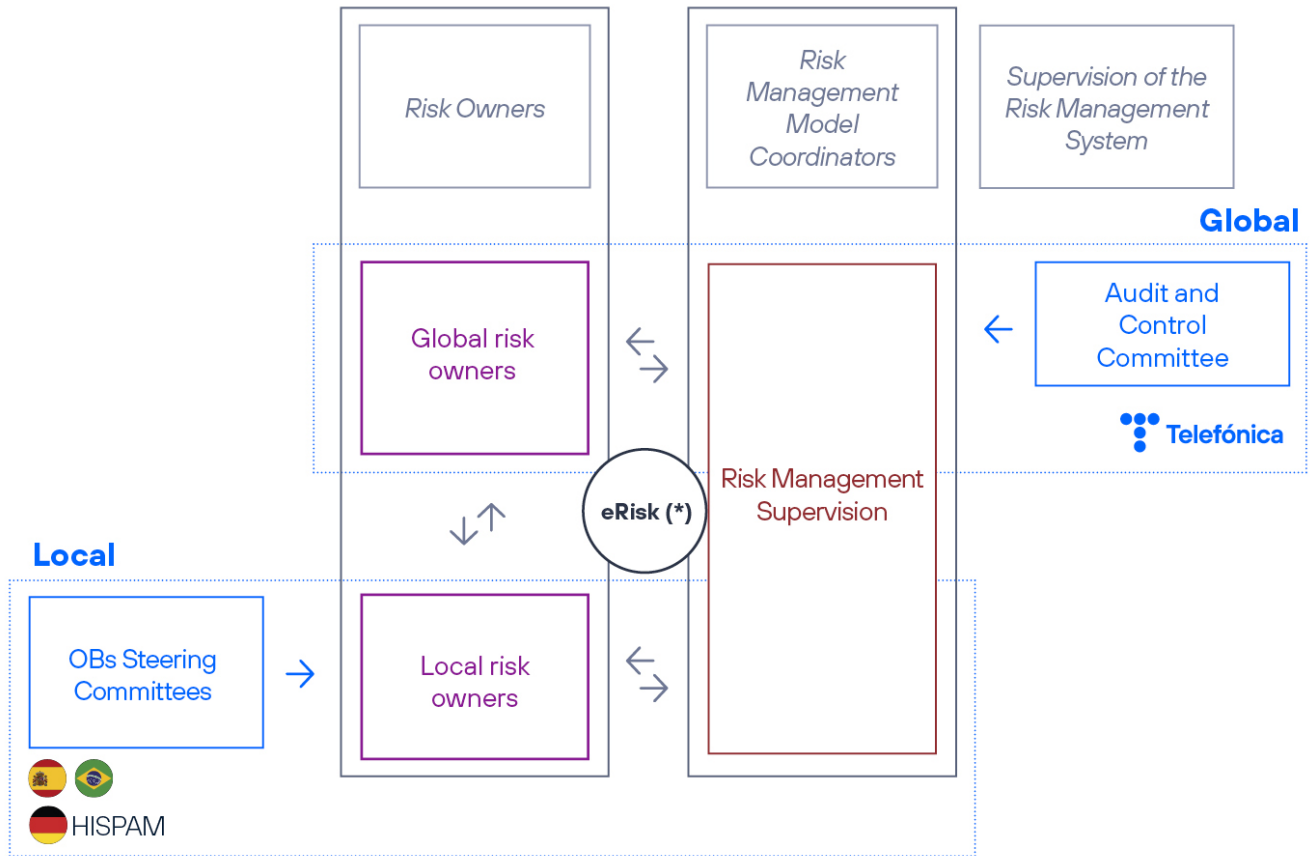 Risk Owners
Risk
Management
Model
Coordinators
Supervision of the
Risk Management
System
Global
Global risk
owners
Audit and
Control
Committee
Telefónica
Risk Management
Supervision
eRisk (*)
Local
OBs Steering
Committees
Local risk
owners
HISPAM